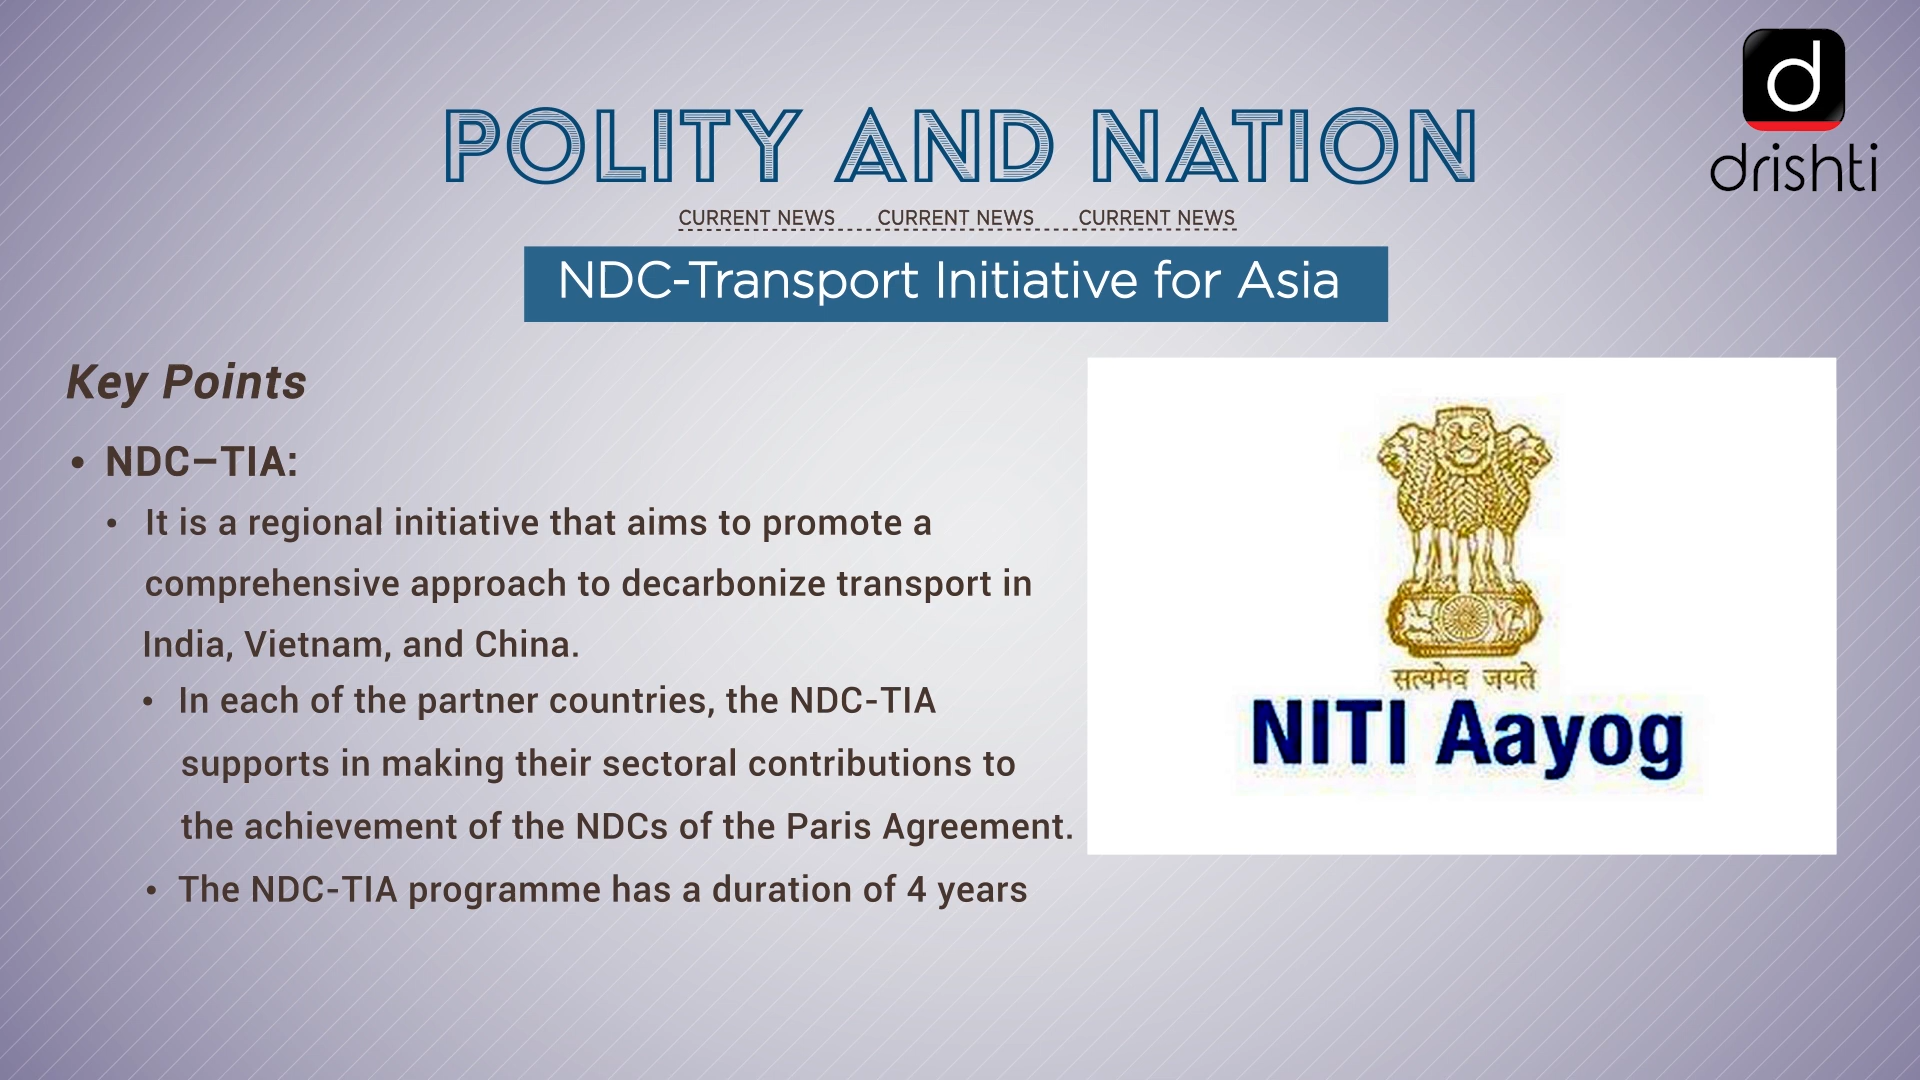 d
drishti
POLITY AND NATION
CURRENT NEWS CURRENT NEWS CURRENT NEWS
NDC-Transport Initiative for Asia
Key Points
• NDC–TIA:
• It is a regional initiative that aims to promote a
comprehensive approach to decarbonize transport in
India, Vietnam, and China.
• In each of the partner countries, the NDC-TIA
supports in making their sectoral contributions to
the achievement of the NDCs of the Paris Agreement.
• The NDC-TIA programme has a duration of 4 years
सत्यमेव जयते
NITI Aayog